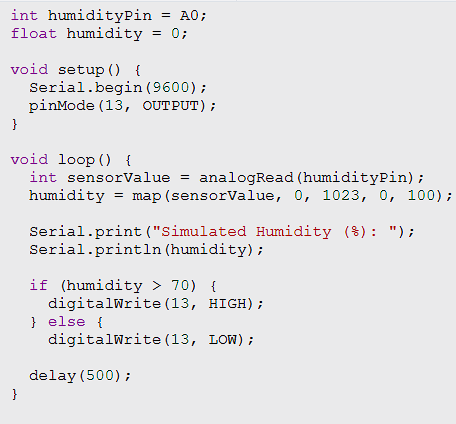 int humidityPin = A0;
float humidity = 0;

void setup() {
  Serial.begin(9600);
  pinMode(13, OUTPUT);
}

void loop() {
  int sensorValue = analogRead(humidityPin);
  humidity = map(sensorValue, 0, 1023, 0, 100);

  Serial.print("Simulated Humidity (%): ");
  Serial.println(humidity);

  if (humidity > 70) {
    digitalWrite(13, HIGH);
  } else {
    digitalWrite(13, LOW);

  delay(500);
}